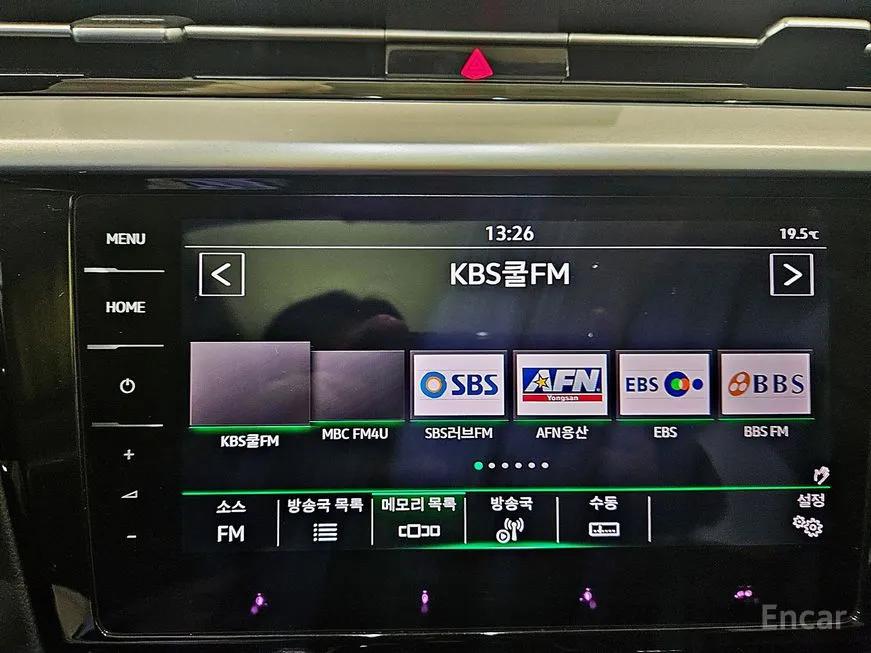 MENU
13:26
19.5℃
KBS쿨FM
HOME
SBS
AFN
Yongsan
EBS
BBS
KBS쿨FM
MBC FM4U
SBS러브FM
AFN용산
EBS
BBS FM
소스
방송국 목록
메모리 목록
방송국
수동
설정
FM
Encar